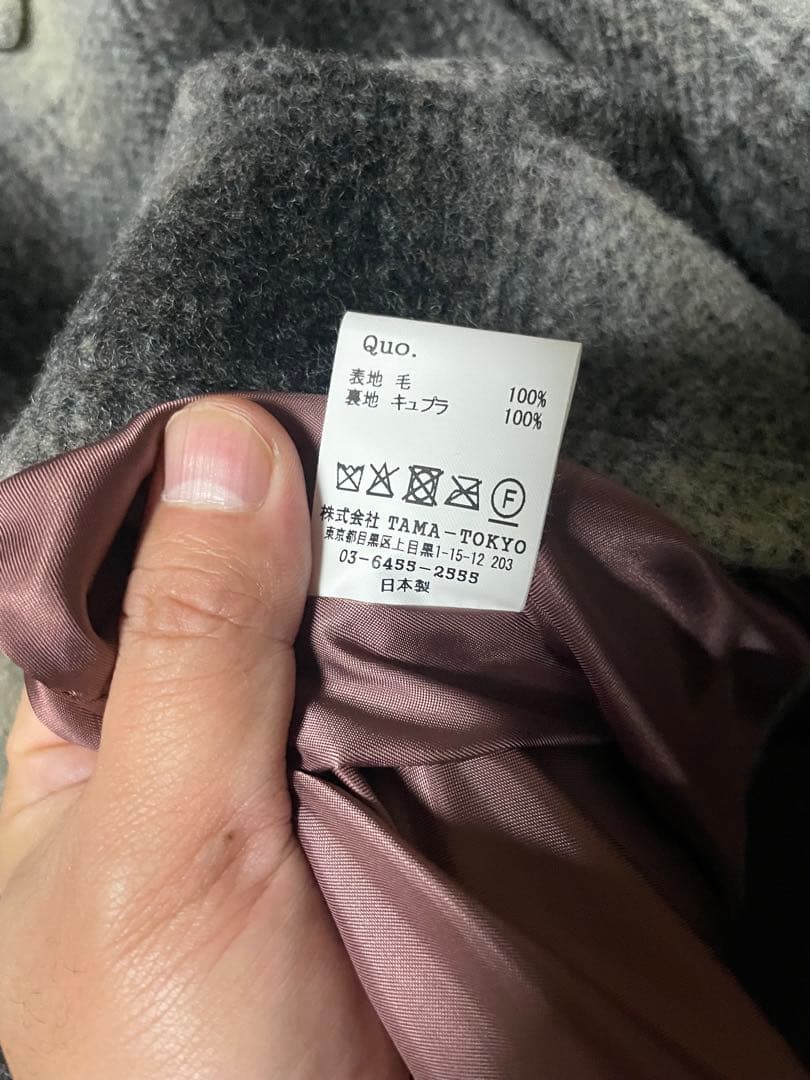 Quo.
表地 毛 100%
裏地 キュプラ 100%
F
株式会社 TAMA-TOKYO
東京都目黒区上目黒1-15-12 203
03-6455-2555
日本製